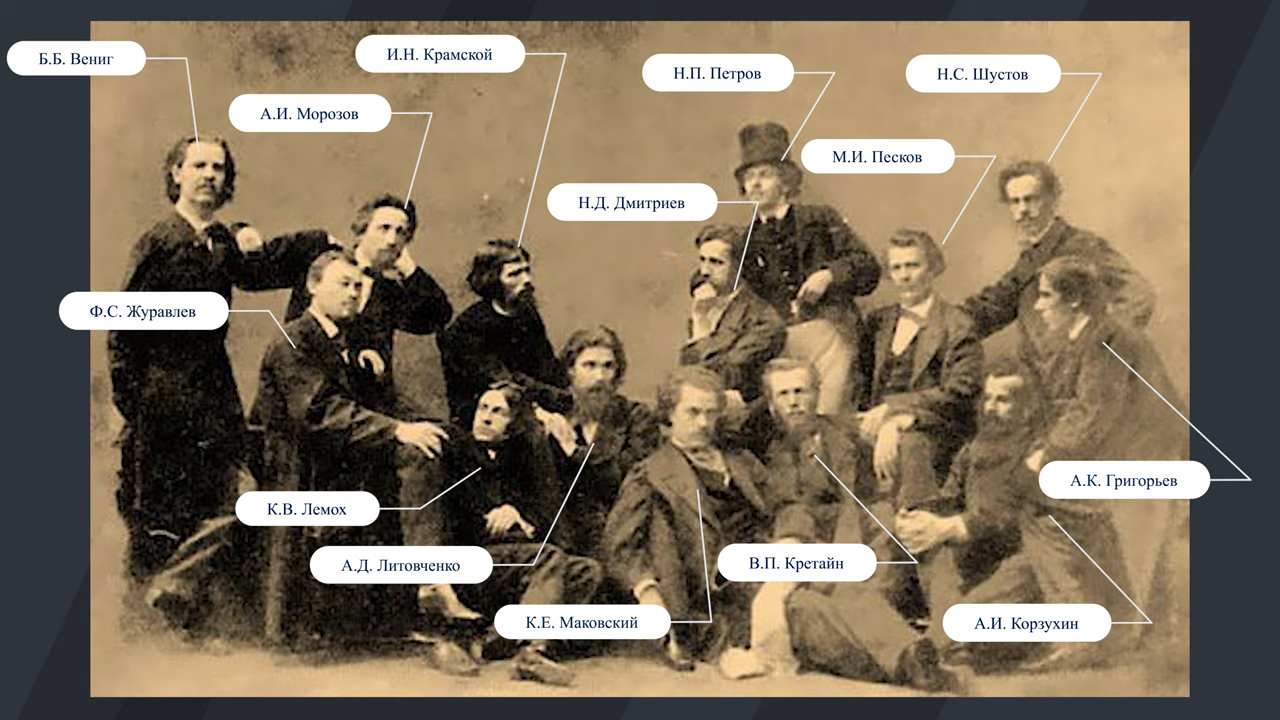 Б.Б. Вениг
И.Н. Крамской
Н.П. Петров
Н.С. Шустов
А.И. Морозов
М.И. Песков
Н.Д. Дмитриев
Ф.С. Журавлев
А.К. Григорьев
К.В. Лемох
А.Д. Литовченко
В.П. Кретайн
К.Е. Маковский
А.И. Корзухин